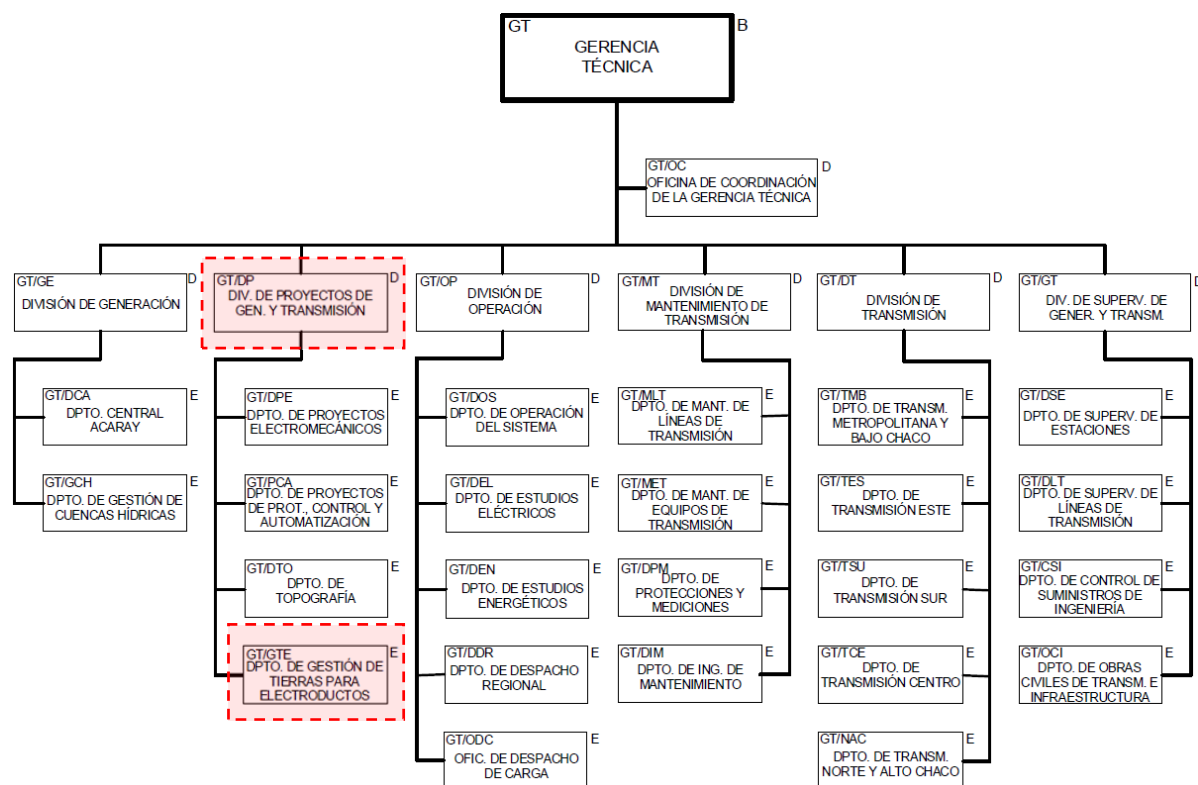 GT B
GERENCIA
TÉCNICA
GT/OC D
OFICINA DE COORDINACIÓN
DE LA GERENCIA TÉCNICA
GT/GE D
DIVISIÓN DE GENERACIÓN
GT/DP D
DIV. DE PROYECTOS DE
GEN. Y TRANSMISIÓN
GT/OP D
DIVISIÓN DE
OPERACIÓN
GT/MT D
DIVISIÓN DE
MANTENIMIENTO DE
TRANSMISIÓN
GT/DT D
DIVISIÓN DE
TRANSMISIÓN
GT/GT D
DIV. DE SUPERV. DE
GENER. Y TRANSM.
GT/DCA E
DPTO. CENTRAL
ACARAY
GT/GCH E
DPTO. DE GESTIÓN DE
CUENCAS HÍDRICAS
GT/DPE E
DPTO. DE PROYECTOS
ELECTROMECÁNICOS
GT/PCA E
DPTO. DE PROYECTOS
DE PROT., CONTROL Y
AUTOMATIZACIÓN
GT/DTO E
DPTO. DE
TOPOGRAFÍA
GT/GTE E
DPTO. DE GESTIÓN DE
TIERRAS PARA
ELECTRODUCTOS
GT/DOS E
DPTO. DE OPERACIÓN
DEL SISTEMA
GT/DEL E
DPTO. DE ESTUDIOS
ELÉCTRICOS
GT/DEN E
DPTO. DE ESTUDIOS
ENERGÉTICOS
GT/DDR E
DPTO. DE DESPACHO
REGIONAL
GT/ODC E
OFIC. DE DESPACHO
DE CARGA
GT/MLT E
DPTO. DE MANT. DE
LÍNEAS DE
TRANSMISIÓN
GT/MET E
DPTO. DE MANT. DE
EQUIPOS DE
TRANSMISIÓN
GT/DPM E
DPTO. DE
PROTECCIONES Y
MEDICIONES
GT/DIM E
DPTO. DE ING. DE
MANTENIMIENTO
GT/TMB E
DPTO. DE TRANSM.
METROPOLITANA Y
BAJO CHACO
GT/TES E
DPTO. DE
TRANSMISIÓN ESTE
GT/TSU E
DPTO. DE
TRANSMISIÓN SUR
GT/TCE E
DPTO. DE
TRANSMISIÓN CENTRO
GT/NAC E
DPTO. DE TRANSM.
NORTE Y ALTO CHACO
GT/DSE E
DPTO. DE SUPERV. DE
ESTACIONES
GT/DLT E
DPTO. DE SUPERV. DE
LÍNEAS DE
TRANSMISIÓN
GT/CSI E
DPTO. DE CONTROL DE
SUMINISTROS DE
INGENIERÍA
GT/OCI E
DPTO. DE OBRAS
CIVILES DE TRANSM. E
INFRAESTRUCTURA